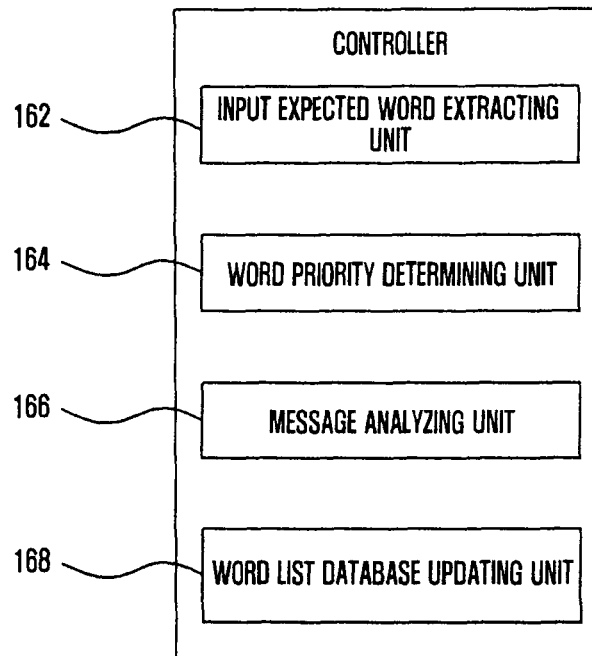 CONTROLLER
162
INPUT EXPECTED WORD EXTRACTING
UNIT
164
WORD PRIORITY DETERMINING UNIT
166
MESSAGE ANALYZING UNIT
168
WORD LIST DATABASE UPDATING UNIT